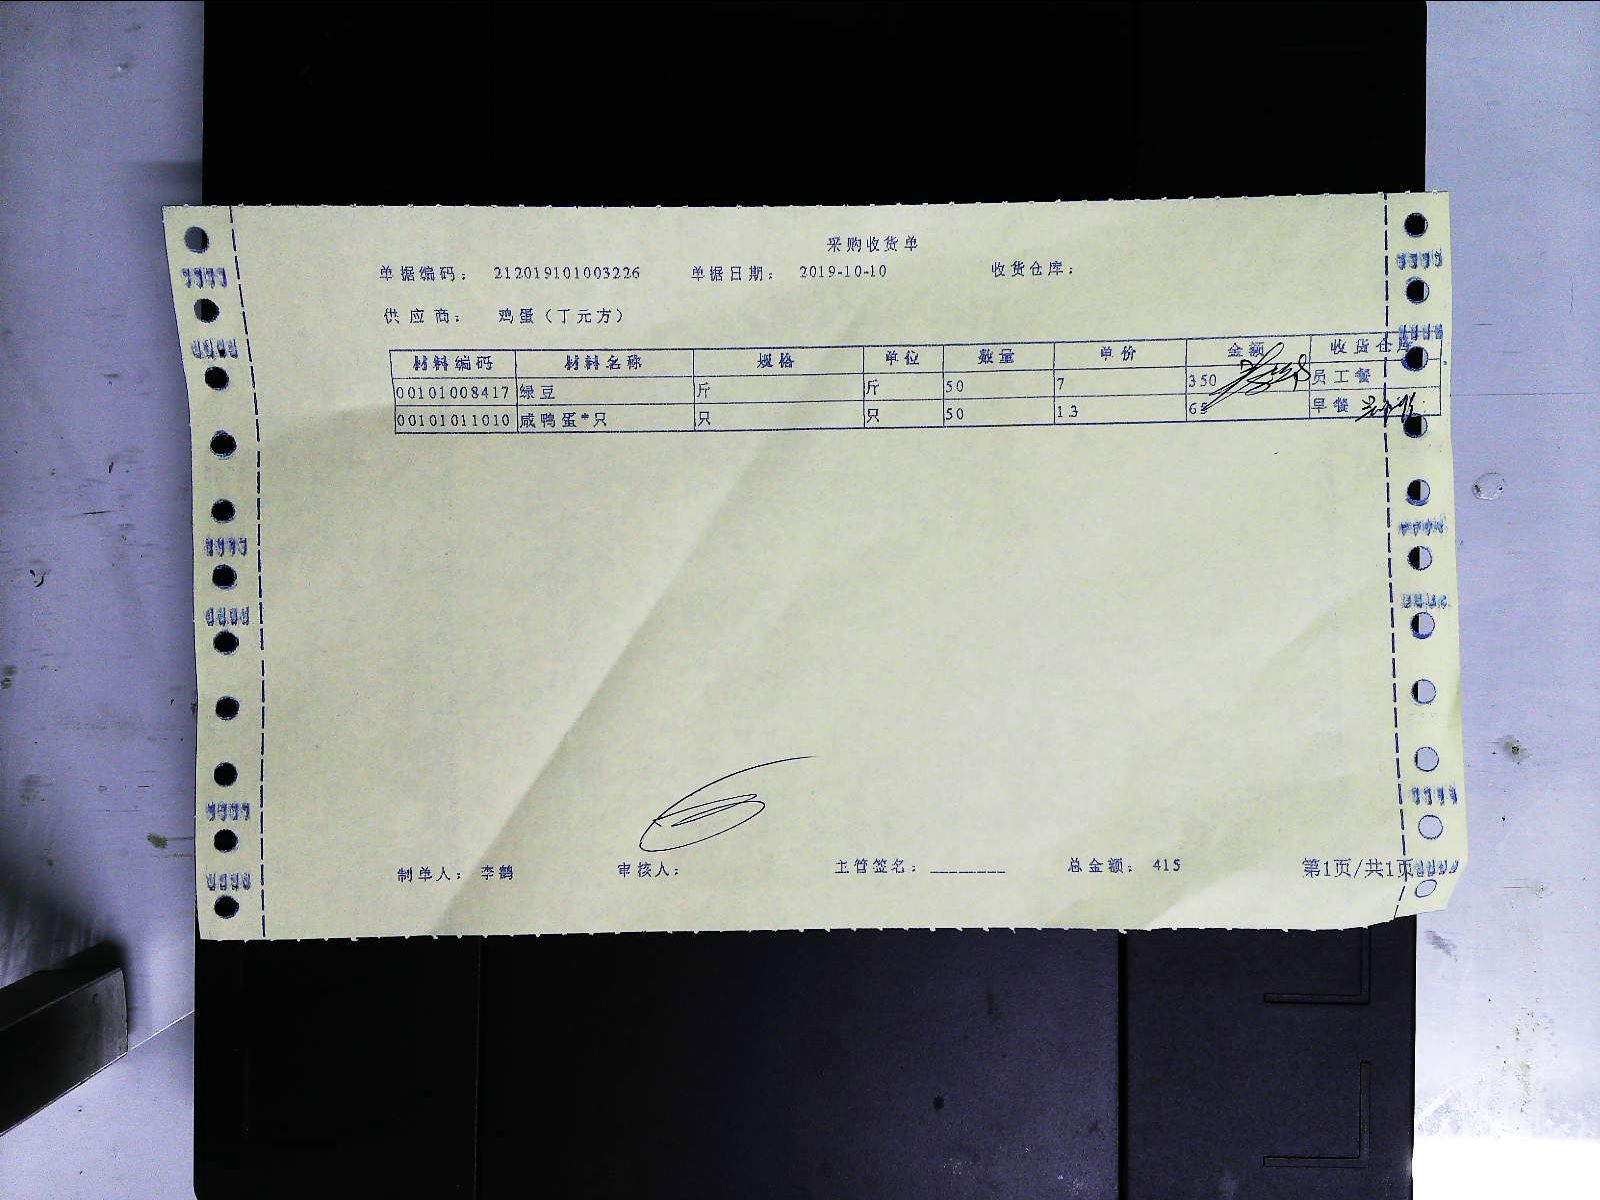 采购收货单
单据编码： 212019101003226 单据日期： 2019-10-10 收货仓库：
供应商： 鸡蛋（丁元方）
材料编码 材料名称 规格 单位 数量 单价 金额 收货仓库
00101008417 绿豆 斤 斤 50 7 350 员工餐
00101011010 咸鸭蛋*只 只 只 50 1.3 65 早餐
制单人： 李鹤 审核人： 主管签名：________ 总金额： 415 第1页/共1页